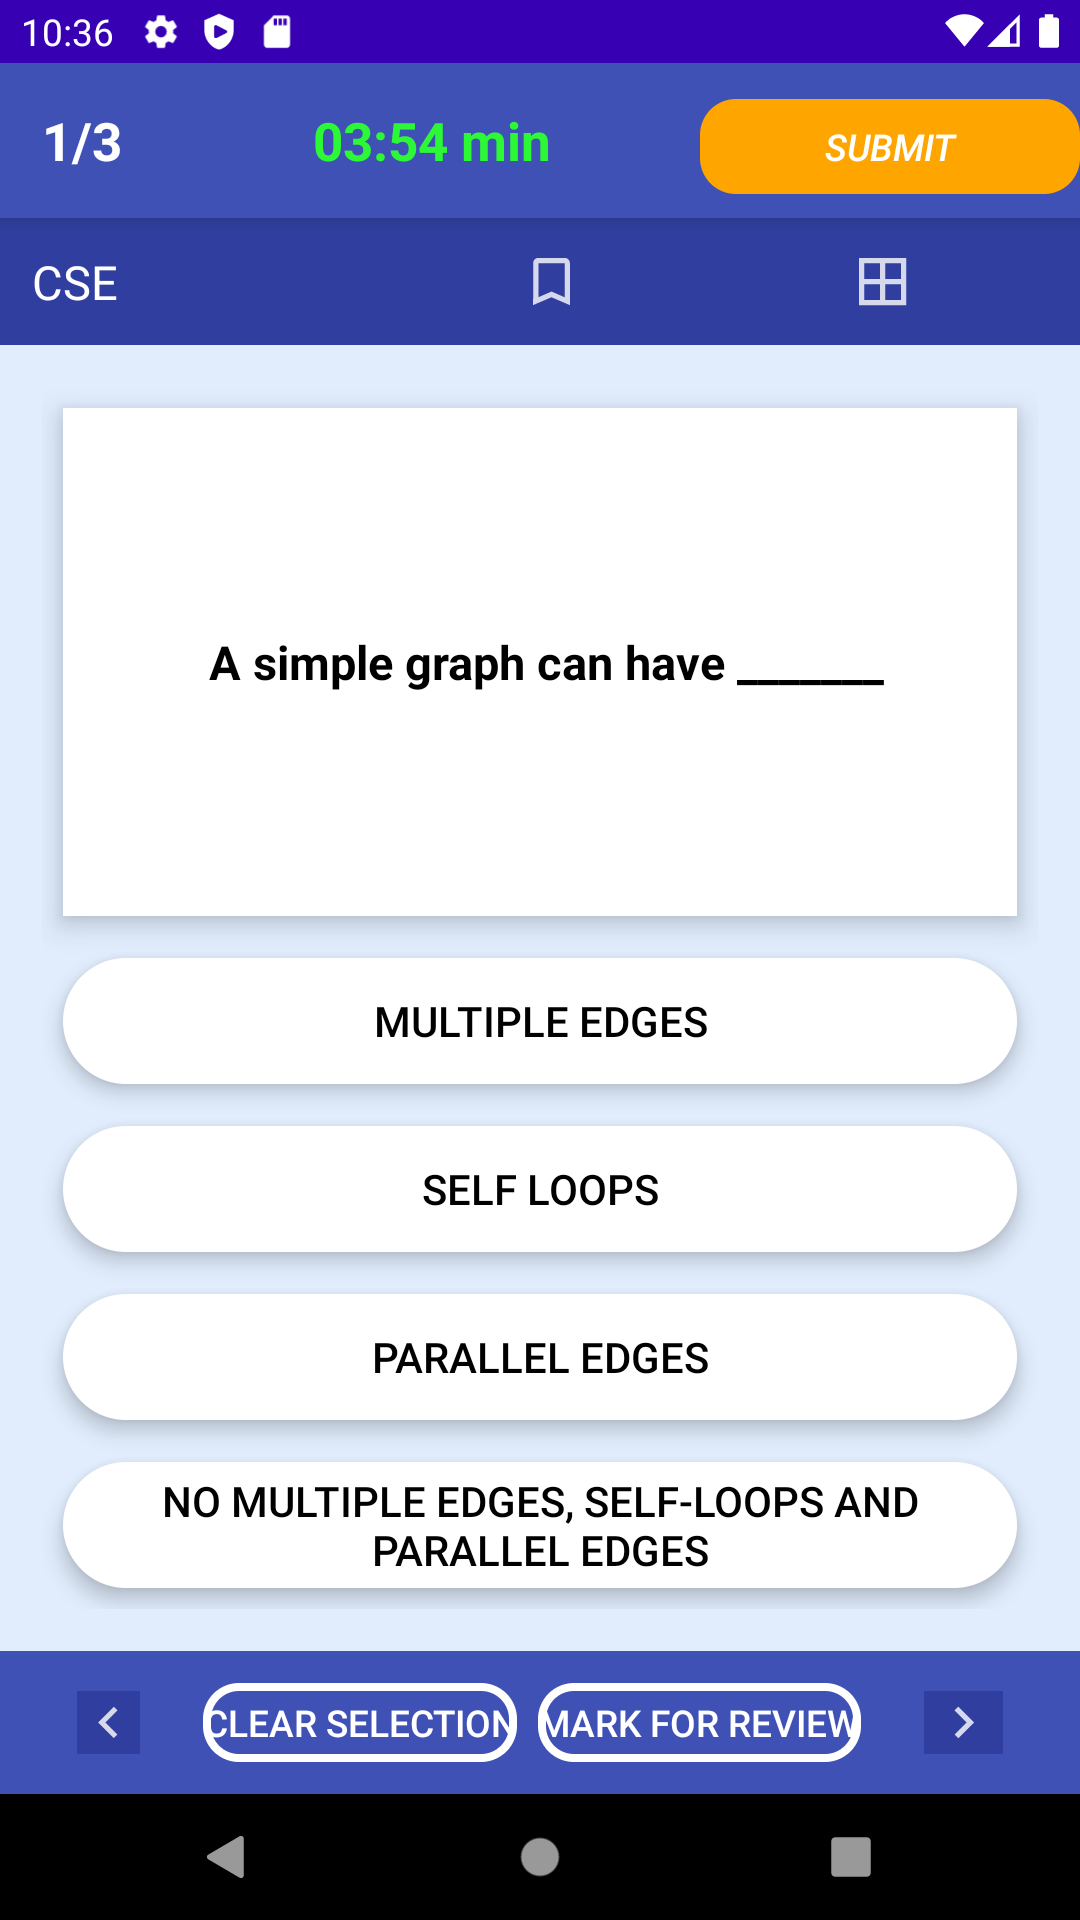 10:36
1/3
03:54 min
SUBMIT
CSE
A simple graph can have _______
MULTIPLE EDGES
SELF LOOPS
PARALLEL EDGES
NO MULTIPLE EDGES, SELF-LOOPS AND
PARALLEL EDGES
CLEAR SELECTION
MARK FOR REVIEW